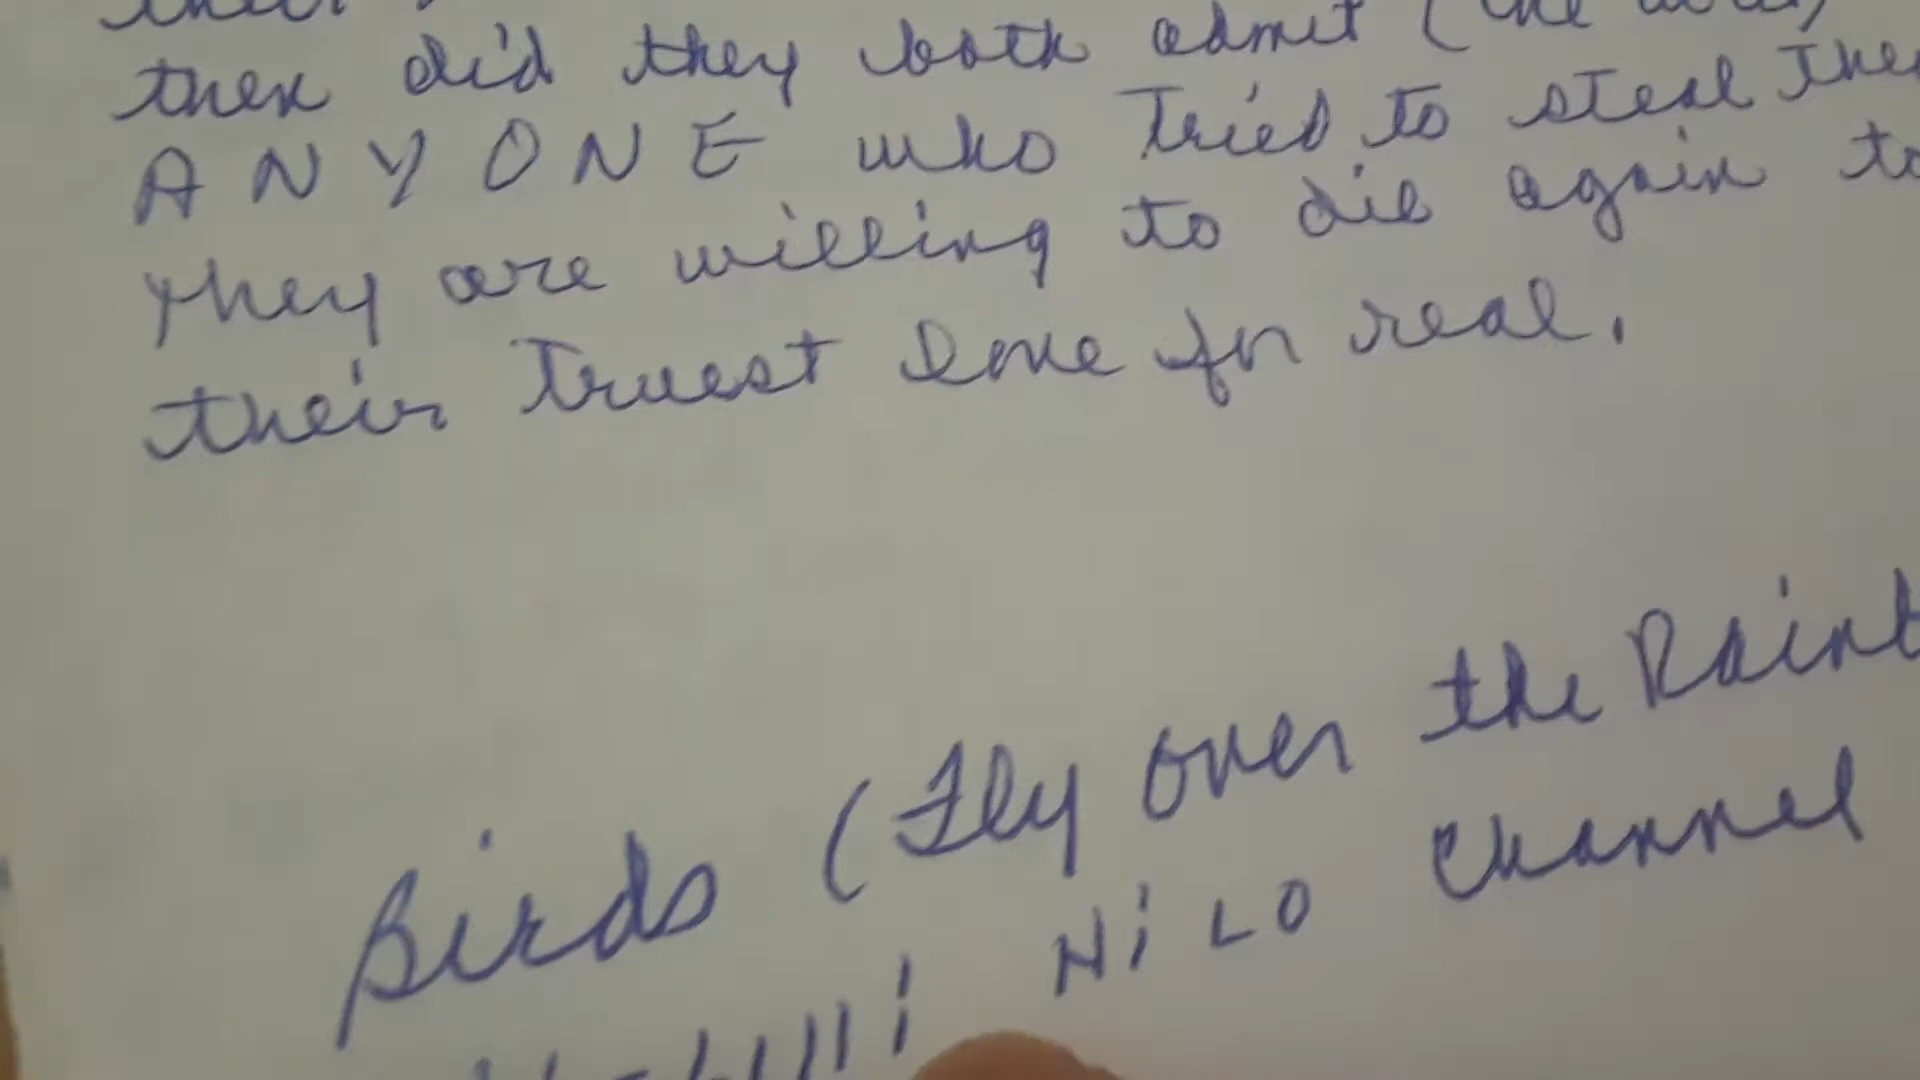 then did they both admit (the
ANYONE who Tried to steal
They are willing to die again to
their Truest Love for real.
Birds (Fly over the
HiLO Channel